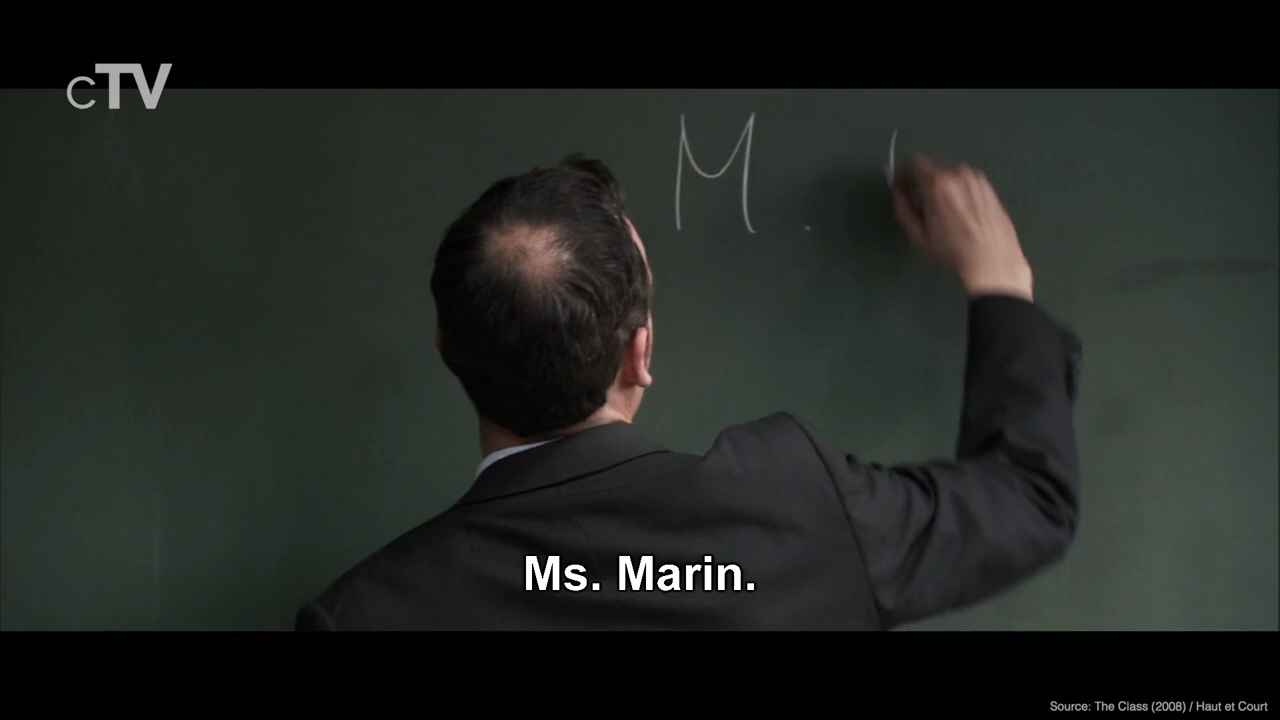 cTV
M.
Ms. Marin.
Source: The Class (2008) / Haut et Court